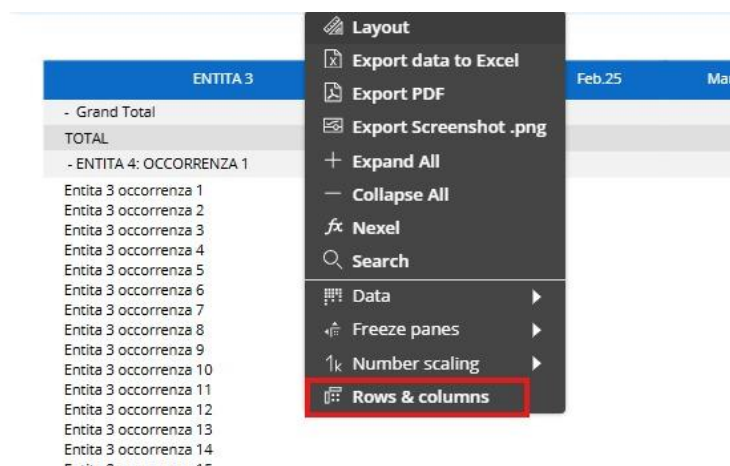 ENTITA 3
Feb.25
- Grand Total
TOTAL
- ENTITA 4: OCCORRENZA 1
Entita 3 occorrenza 1
Entita 3 occorrenza 2
Entita 3 occorrenza 3
Entita 3 occorrenza 4
Entita 3 occorrenza 5
Entita 3 occorrenza 6
Entita 3 occorrenza 7
Entita 3 occorrenza 8
Entita 3 occorrenza 9
Entita 3 occorrenza 10
Entita 3 occorrenza 11
Entita 3 occorrenza 12
Entita 3 occorrenza 13
Entita 3 occorrenza 14
Layout
Export data to Excel
Export PDF
Export Screenshot .png
Expand All
Collapse All
fx Nexel
Search
Data
Freeze panes
1k Number scaling
Rows & columns